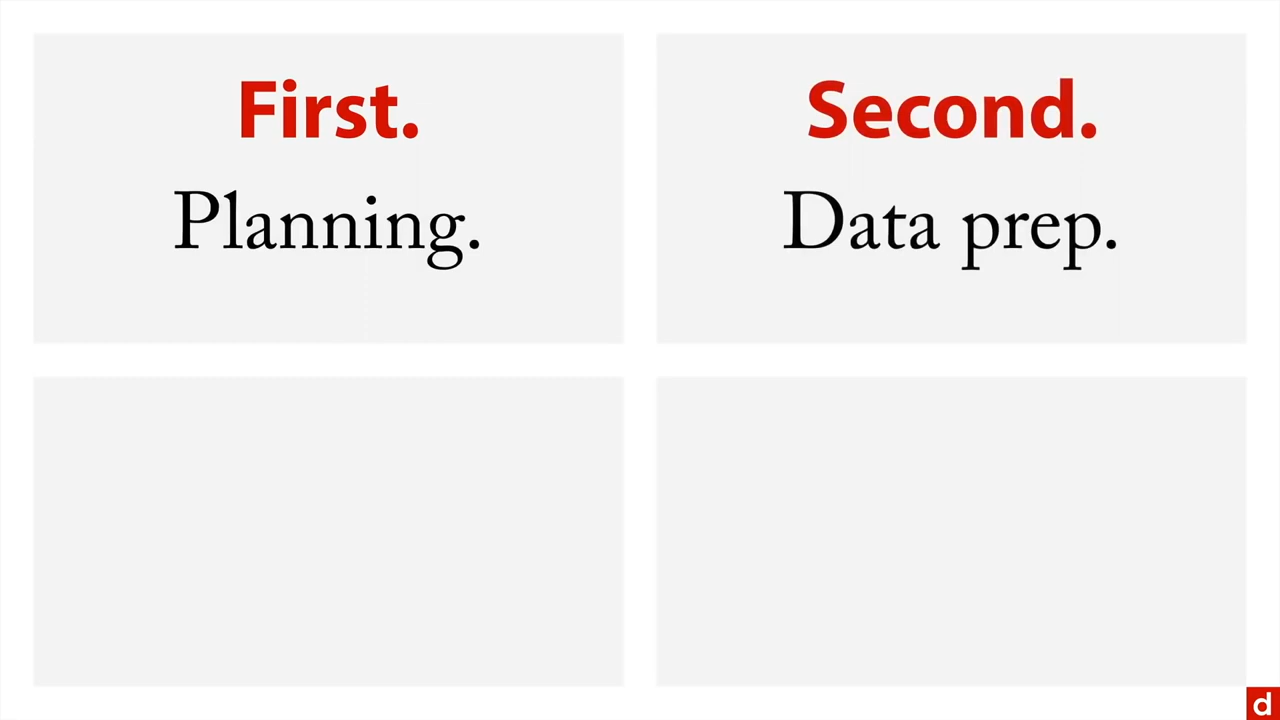 First.
Planning.
Second.
Data prep.
d